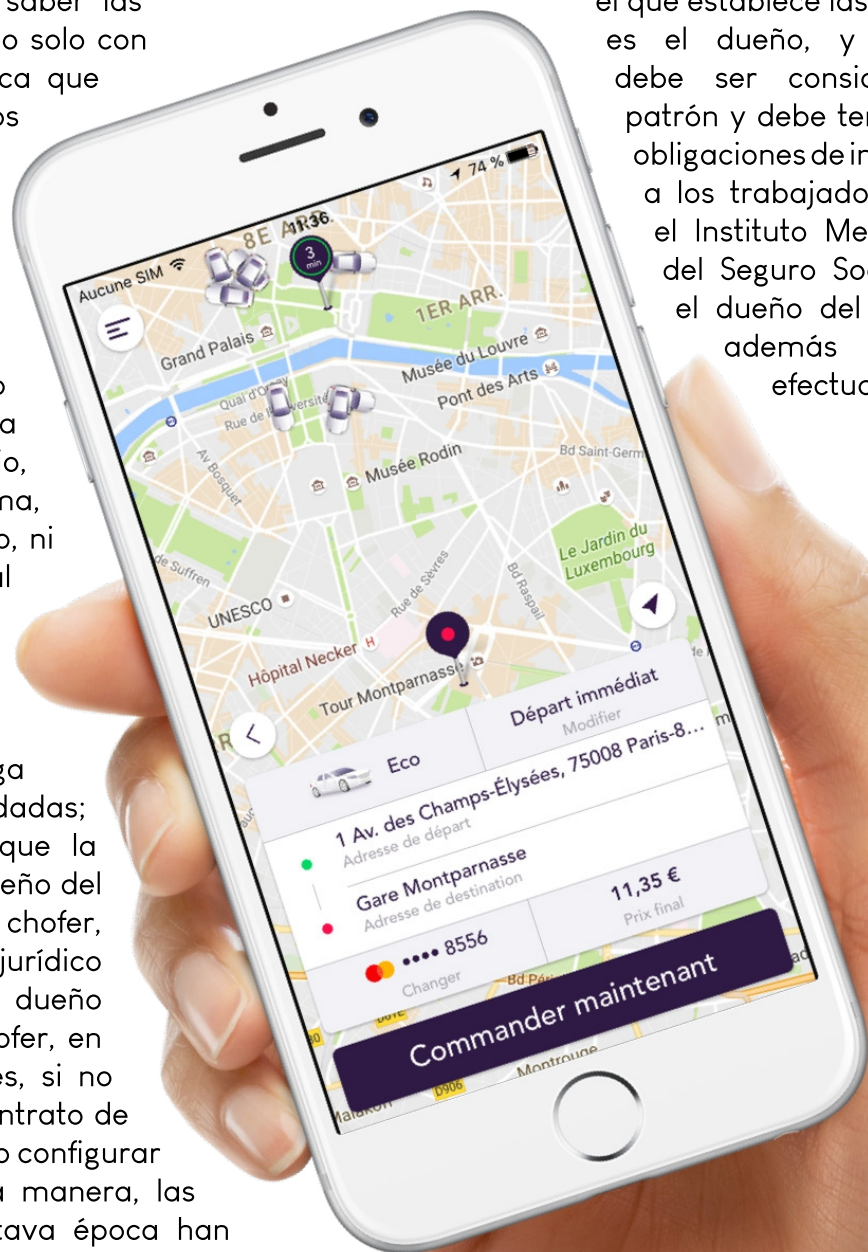 saber las
o solo con
ca que
os
o
a
o,
na,
o, ni
al
ga
dadas;
que la
eño del
chofer,
jurídico
dueño
ofer, en
es, si no
ntrato de
o configurar
a manera, las
tava época han
el que establece las
es el dueño, y
debe ser consid
patrón y debe ter
obligaciones de in
a los trabajado
el Instituto Me
del Seguro So
el dueño del
además
efectua
Aucune SIM
11:36
74 %
8E ARR.
3
min
1ER ARR.
Grand Palais
Musée du Louvre
Pont des Arts
Quai d'Orsay
Rue de l'Université
Av Bosquet
Musée Rodin
Bd Saint-Germ
de Suffren
Le Jardin du
Luxembourg
UNESCO
Rue de Sèvres
Bd Raspail
Hôpital Necker
H
Tour Montparnasse
Eco
Départ immédiat
Modifier
1 Av. des Champs-Élysées, 75008 Paris-8...
Adresse de départ
Gare Montparnasse
Adresse de destination
•••• 8556
Changer
11,35 €
Prix final
Bd Péri
Commander maintenant
D906
Montrouge
Malakoff